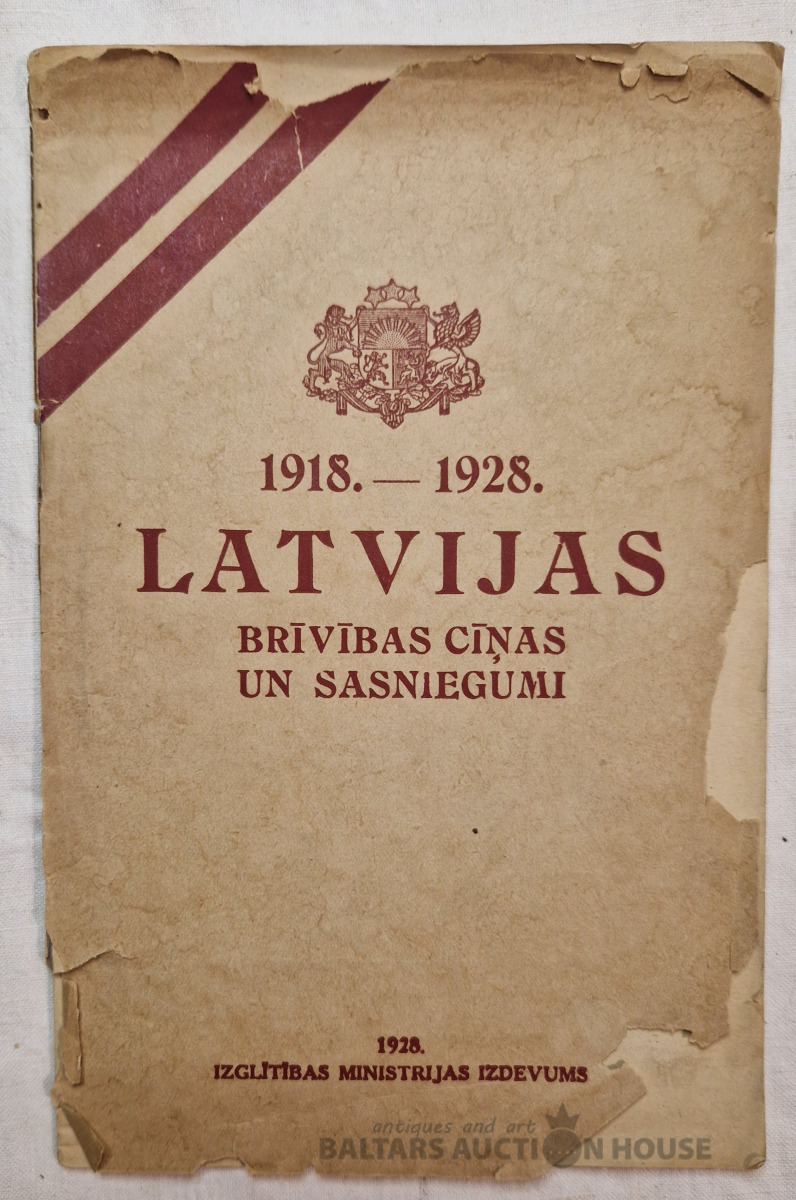 1918. — 1928.
LATVIJAS
BRĪVĪBAS CĪŅAS
UN SASNIEGUMI
1928.
IZGLĪTĪBAS MINISTRIJAS IZDEVUMS
antiques and art
BALTARS AUCTION HOUSE